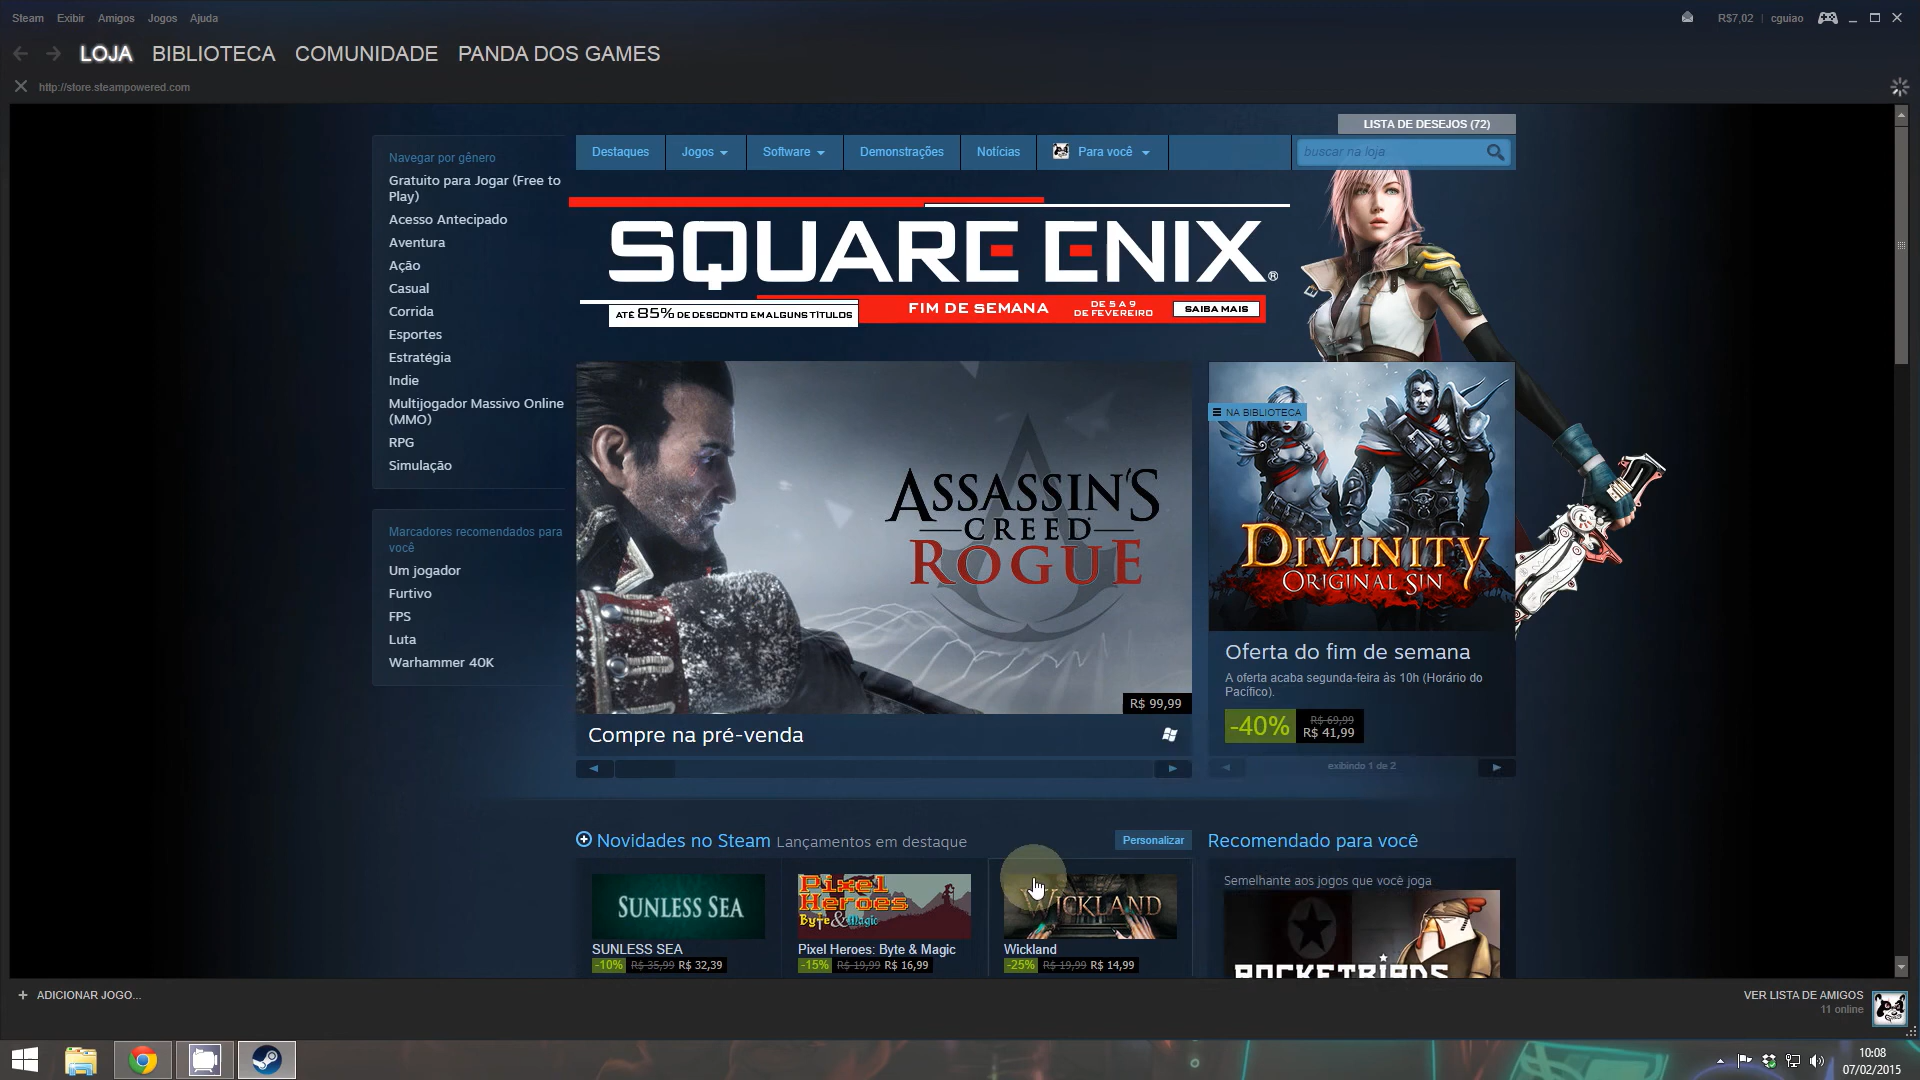 Steam Exibir Amigos Jogos Ajuda
R$7,02 | cguiao
LOJA BIBLIOTECA COMUNIDADE PANDA DOS GAMES
http://store.steampowered.com
LISTA DE DESEJOS (72)
Destaques Jogos Software Demonstrações Notícias Para você
buscar na loja
Navegar por gênero
Gratuito para Jogar (Free to
Play)
Acesso Antecipado
Aventura
Ação
Casual
Corrida
Esportes
Estratégia
Indie
Multijogador Massivo Online
(MMO)
RPG
Simulação
Marcadores recomendados para
você
Um jogador
Furtivo
FPS
Luta
Warhammer 40K
SQUARE ENIX®
ATÉ 85% DE DESCONTO EM ALGUNS TÍTULOS
FIM DE SEMANA
DE 5 A 9
DE FEVEREIRO
SAIBA MAIS
ASSASSIN'S
CREED
ROGUE
R$ 99,99
Compre na pré-venda
NA BIBLIOTECA
DIVINITY
ORIGINAL SIN
Oferta do fim de semana
A oferta acaba segunda-feira às 10h (Horário do
Pacífico).
-40% R$ 69,99
R$ 41,99
exibindo 1 de 2
Novidades no Steam Lançamentos em destaque
Personalizar
SUNLESS SEA
SUNLESS SEA
-10% R$ 35,99 R$ 32,39
Pixel
Heroes
Byte & Magic
Pixel Heroes: Byte & Magic
-15% R$ 19,99 R$ 16,99
WICKLAND
Wickland
-25% R$ 19,99 R$ 14,99
Recomendado para você
Semelhante aos jogos que você joga
ROCKETBIRDS
+ ADICIONAR JOGO...
VER LISTA DE AMIGOS
11 online
10:08
07/02/2015